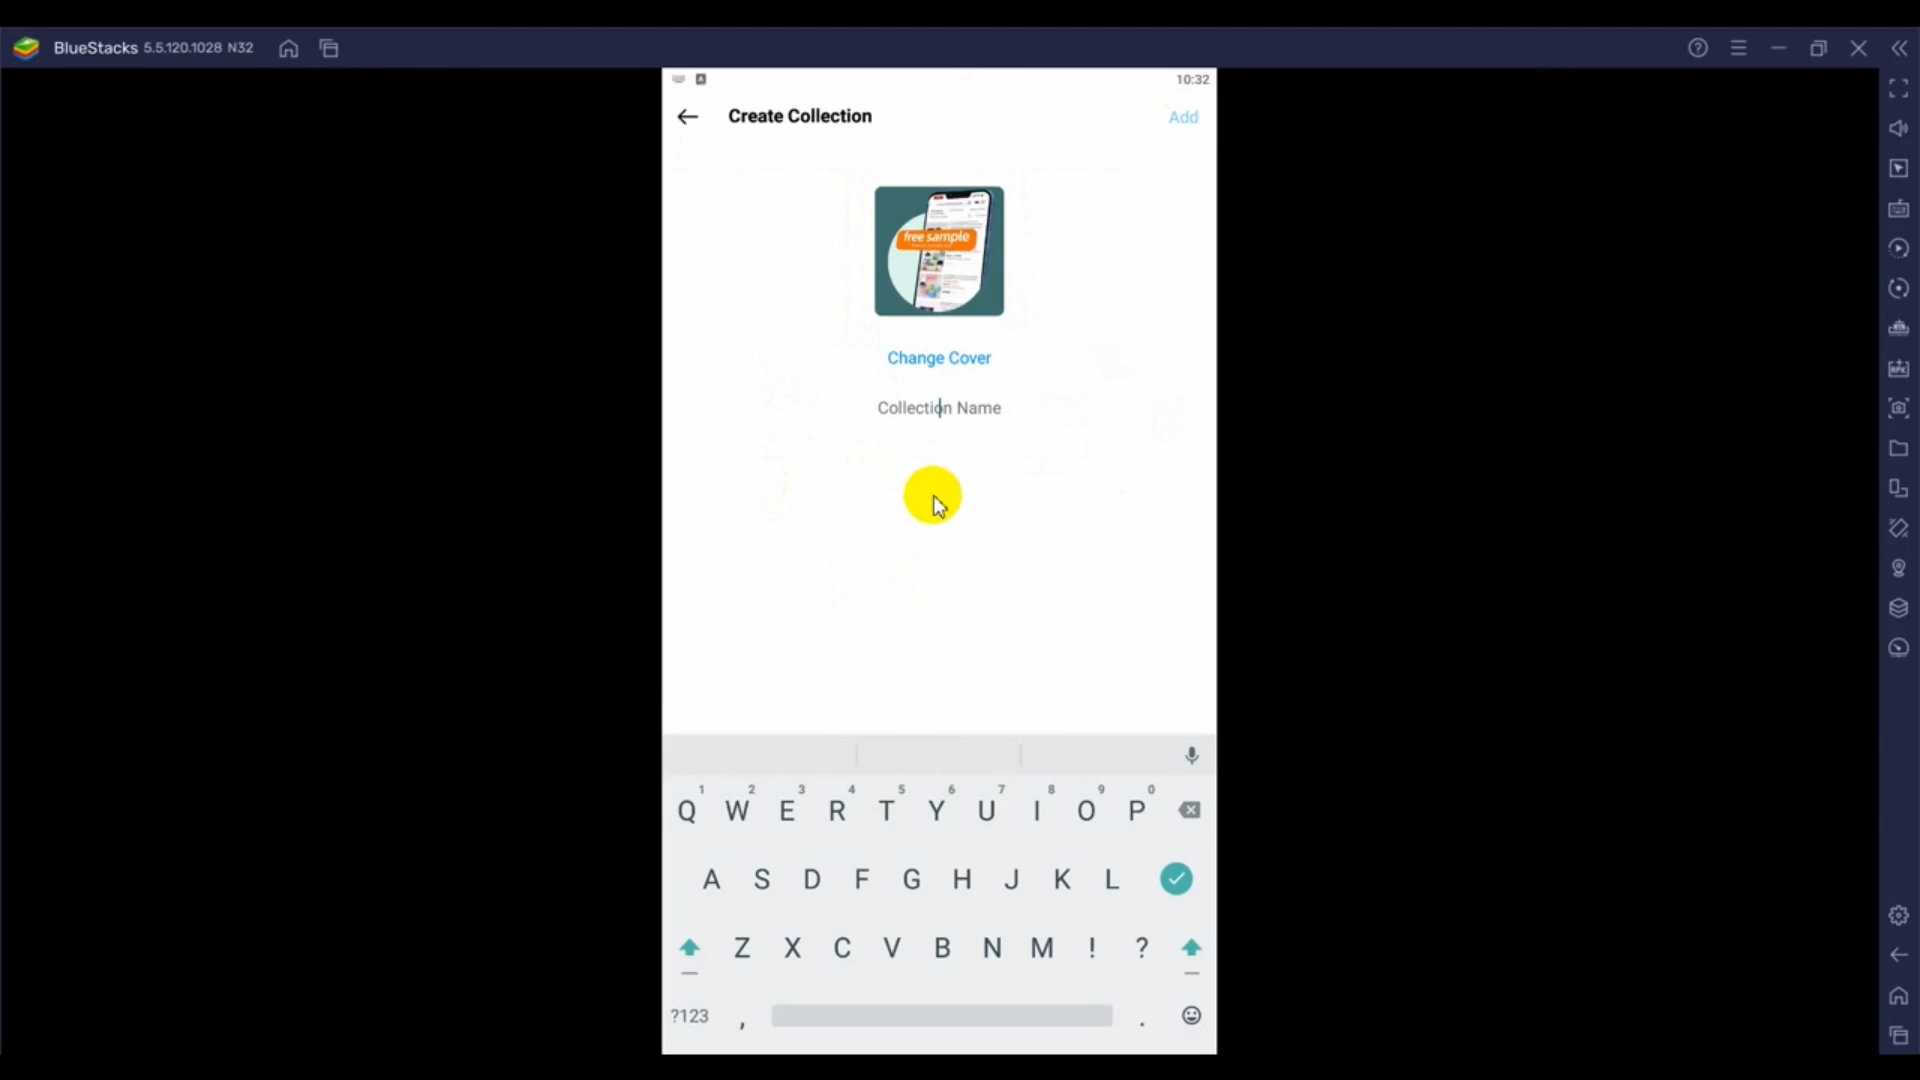 BlueStacks 5.5.120.1028 N32
10:32
Create Collection
Add
free sample
Change Cover
Collection Name
1 2 3 4 5 6 7 8 9 0
Q W E R T Y U I O P
A S D F G H J K L
Z X C V B N M ! ?
?123 , .